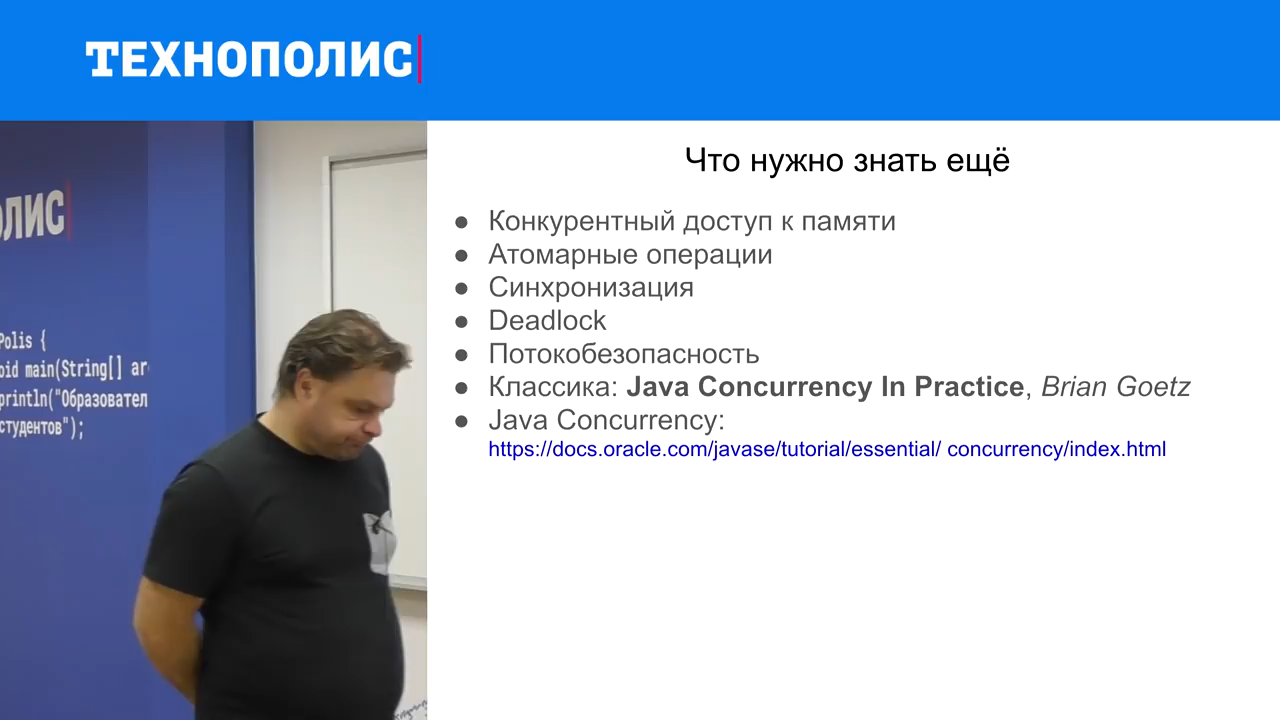 ТЕХНОПОЛИС
ПОЛИС
Polis {
oid main(String[] ar
println("Образовател
студентов");
Что нужно знать ещё
● Конкурентный доступ к памяти
● Атомарные операции
● Синхронизация
● Deadlock
● Потокобезопасность
● Классика: Java Concurrency In Practice, Brian Goetz
● Java Concurrency:
https://docs.oracle.com/javase/tutorial/essential/ concurrency/index.html